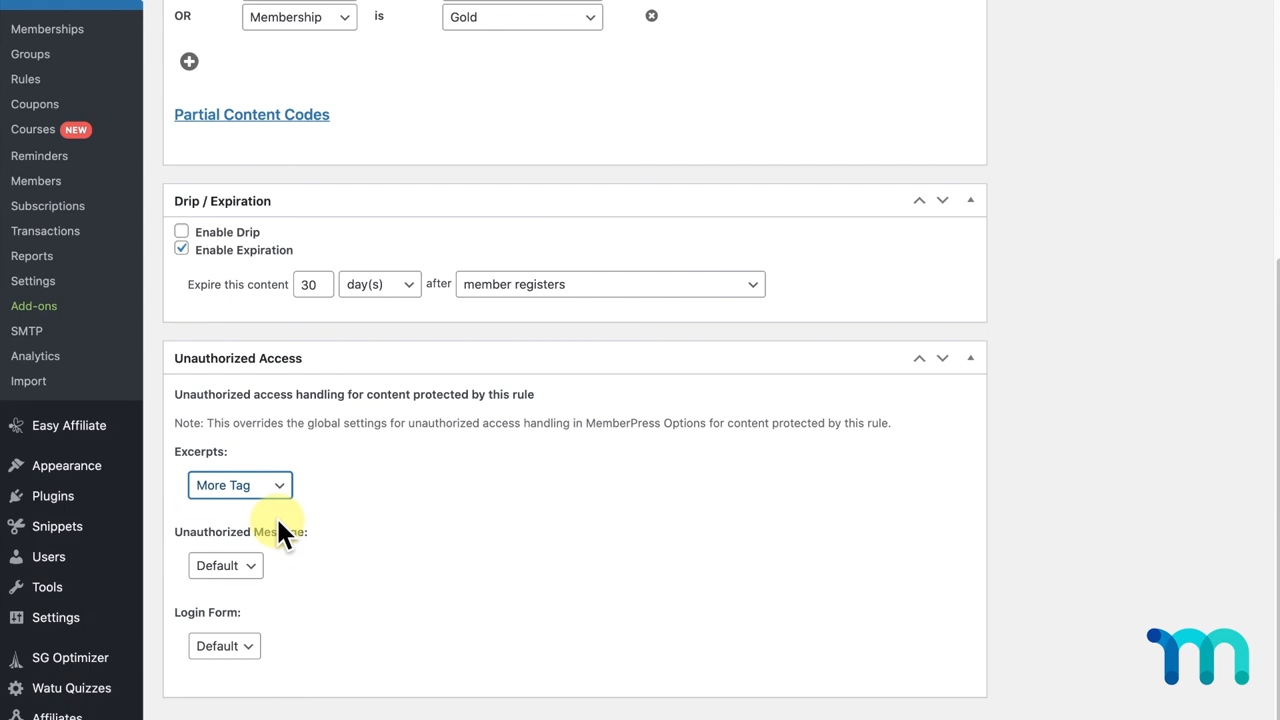 Memberships
Groups
Rules
Coupons
Courses NEW
Reminders
Members
Subscriptions
Transactions
Reports
Settings
Add-ons
SMTP
Analytics
Import
Easy Affiliate
Appearance
Plugins
Snippets
Users
Tools
Settings
SG Optimizer
Watu Quizzes
Affiliates
OR Membership is Gold
Partial Content Codes
Drip / Expiration
Enable Drip
Enable Expiration
Expire this content 30 day(s) after member registers
Unauthorized Access
Unauthorized access handling for content protected by this rule
Note: This overrides the global settings for unauthorized access handling in MemberPress Options for content protected by this rule.
Excerpts:
More Tag
Unauthorized Message:
Default
Login Form:
Default
m